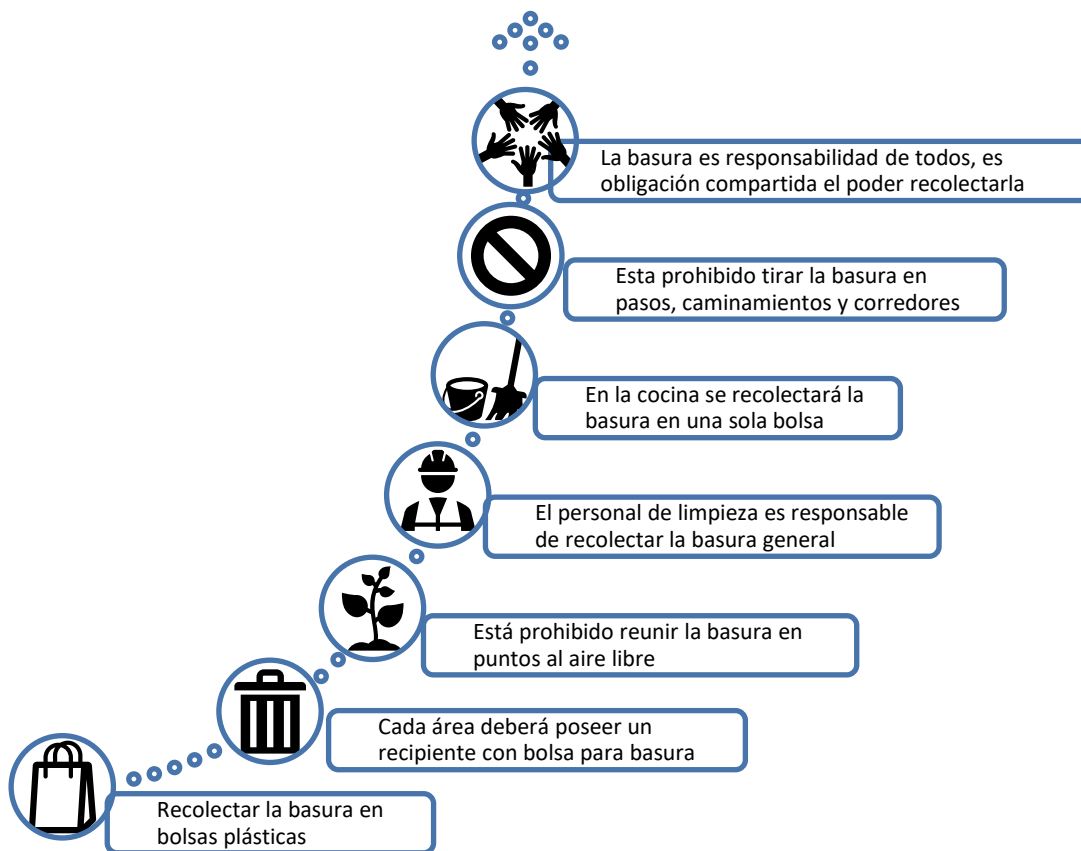 La basura es responsabilidad de todos, es
obligación compartida el poder recolectarla
Esta prohibido tirar la basura en
pasos, caminamientos y corredores
En la cocina se recolectará la
basura en una sola bolsa
El personal de limpieza es responsable
de recolectar la basura general
Está prohibido reunir la basura en
puntos al aire libre
Cada área deberá poseer un
recipiente con bolsa para basura
Recolectar la basura en
bolsas plásticas